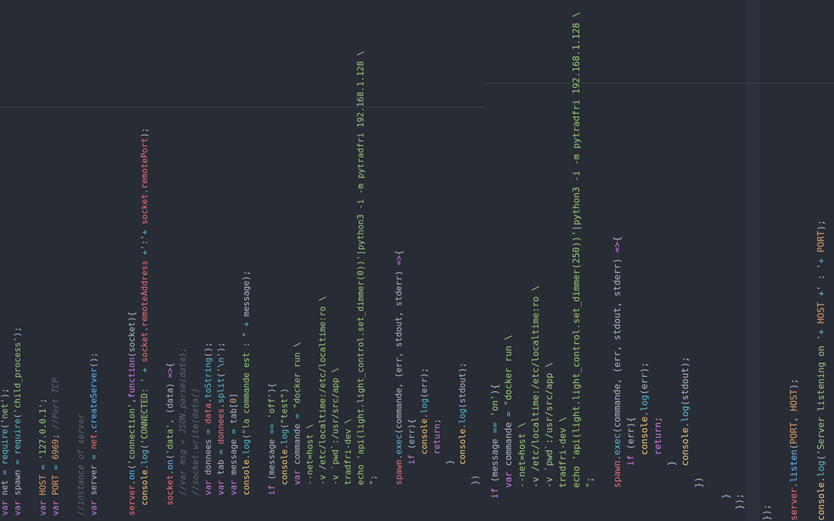 var net = require('net');
var spawn = require('child_process');
var HOST = '127.0.0.1';
var PORT = 6969; //Port TCP
//instance of server
var server = net.createServer();
server.on('connection',function(socket){
console.log('CONNECTED: ' + socket.remoteAddress +':'+ socket.remotePort);
socket.on('data', (data) =>{
//var msg = JSON.parse(data);
//socket.write(data());
var donnees = data.toString();
var tab = donnees.split('\n');
var message = tab[0]
console.log("la commande est : " + message);
if (message == 'off'){
console.log("test")
var commande = "docker run \
--net=host \
-v /etc/localtime:/etc/localtime:ro \
-v `pwd`:/usr/src/app \
tradfri-dev \
echo 'api(light.light_control.set_dimmer(0))'|python3 -i -m pytradfri 192.168.1.128 \
";
spawn.exec(commande, (err, stdout, stderr) =>{
if (err){
console.log(err);
return;
}
console.log(stdout);
})
if (message == 'on'){
var commande = "docker run \
--net=host \
-v /etc/localtime:/etc/localtime:ro \
-v `pwd`:/usr/src/app \
tradfri-dev \
echo 'api(light.light_control.set_dimmer(250))'|python3 -i -m pytradfri 192.168.1.128 \
";
spawn.exec(commande, (err, stdout, stderr) =>{
if (err){
console.log(err);
return;
}
console.log(stdout);
})
}
});
});
server.listen(PORT, HOST);
console.log('Server listening on '+ HOST +' : '+ PORT);